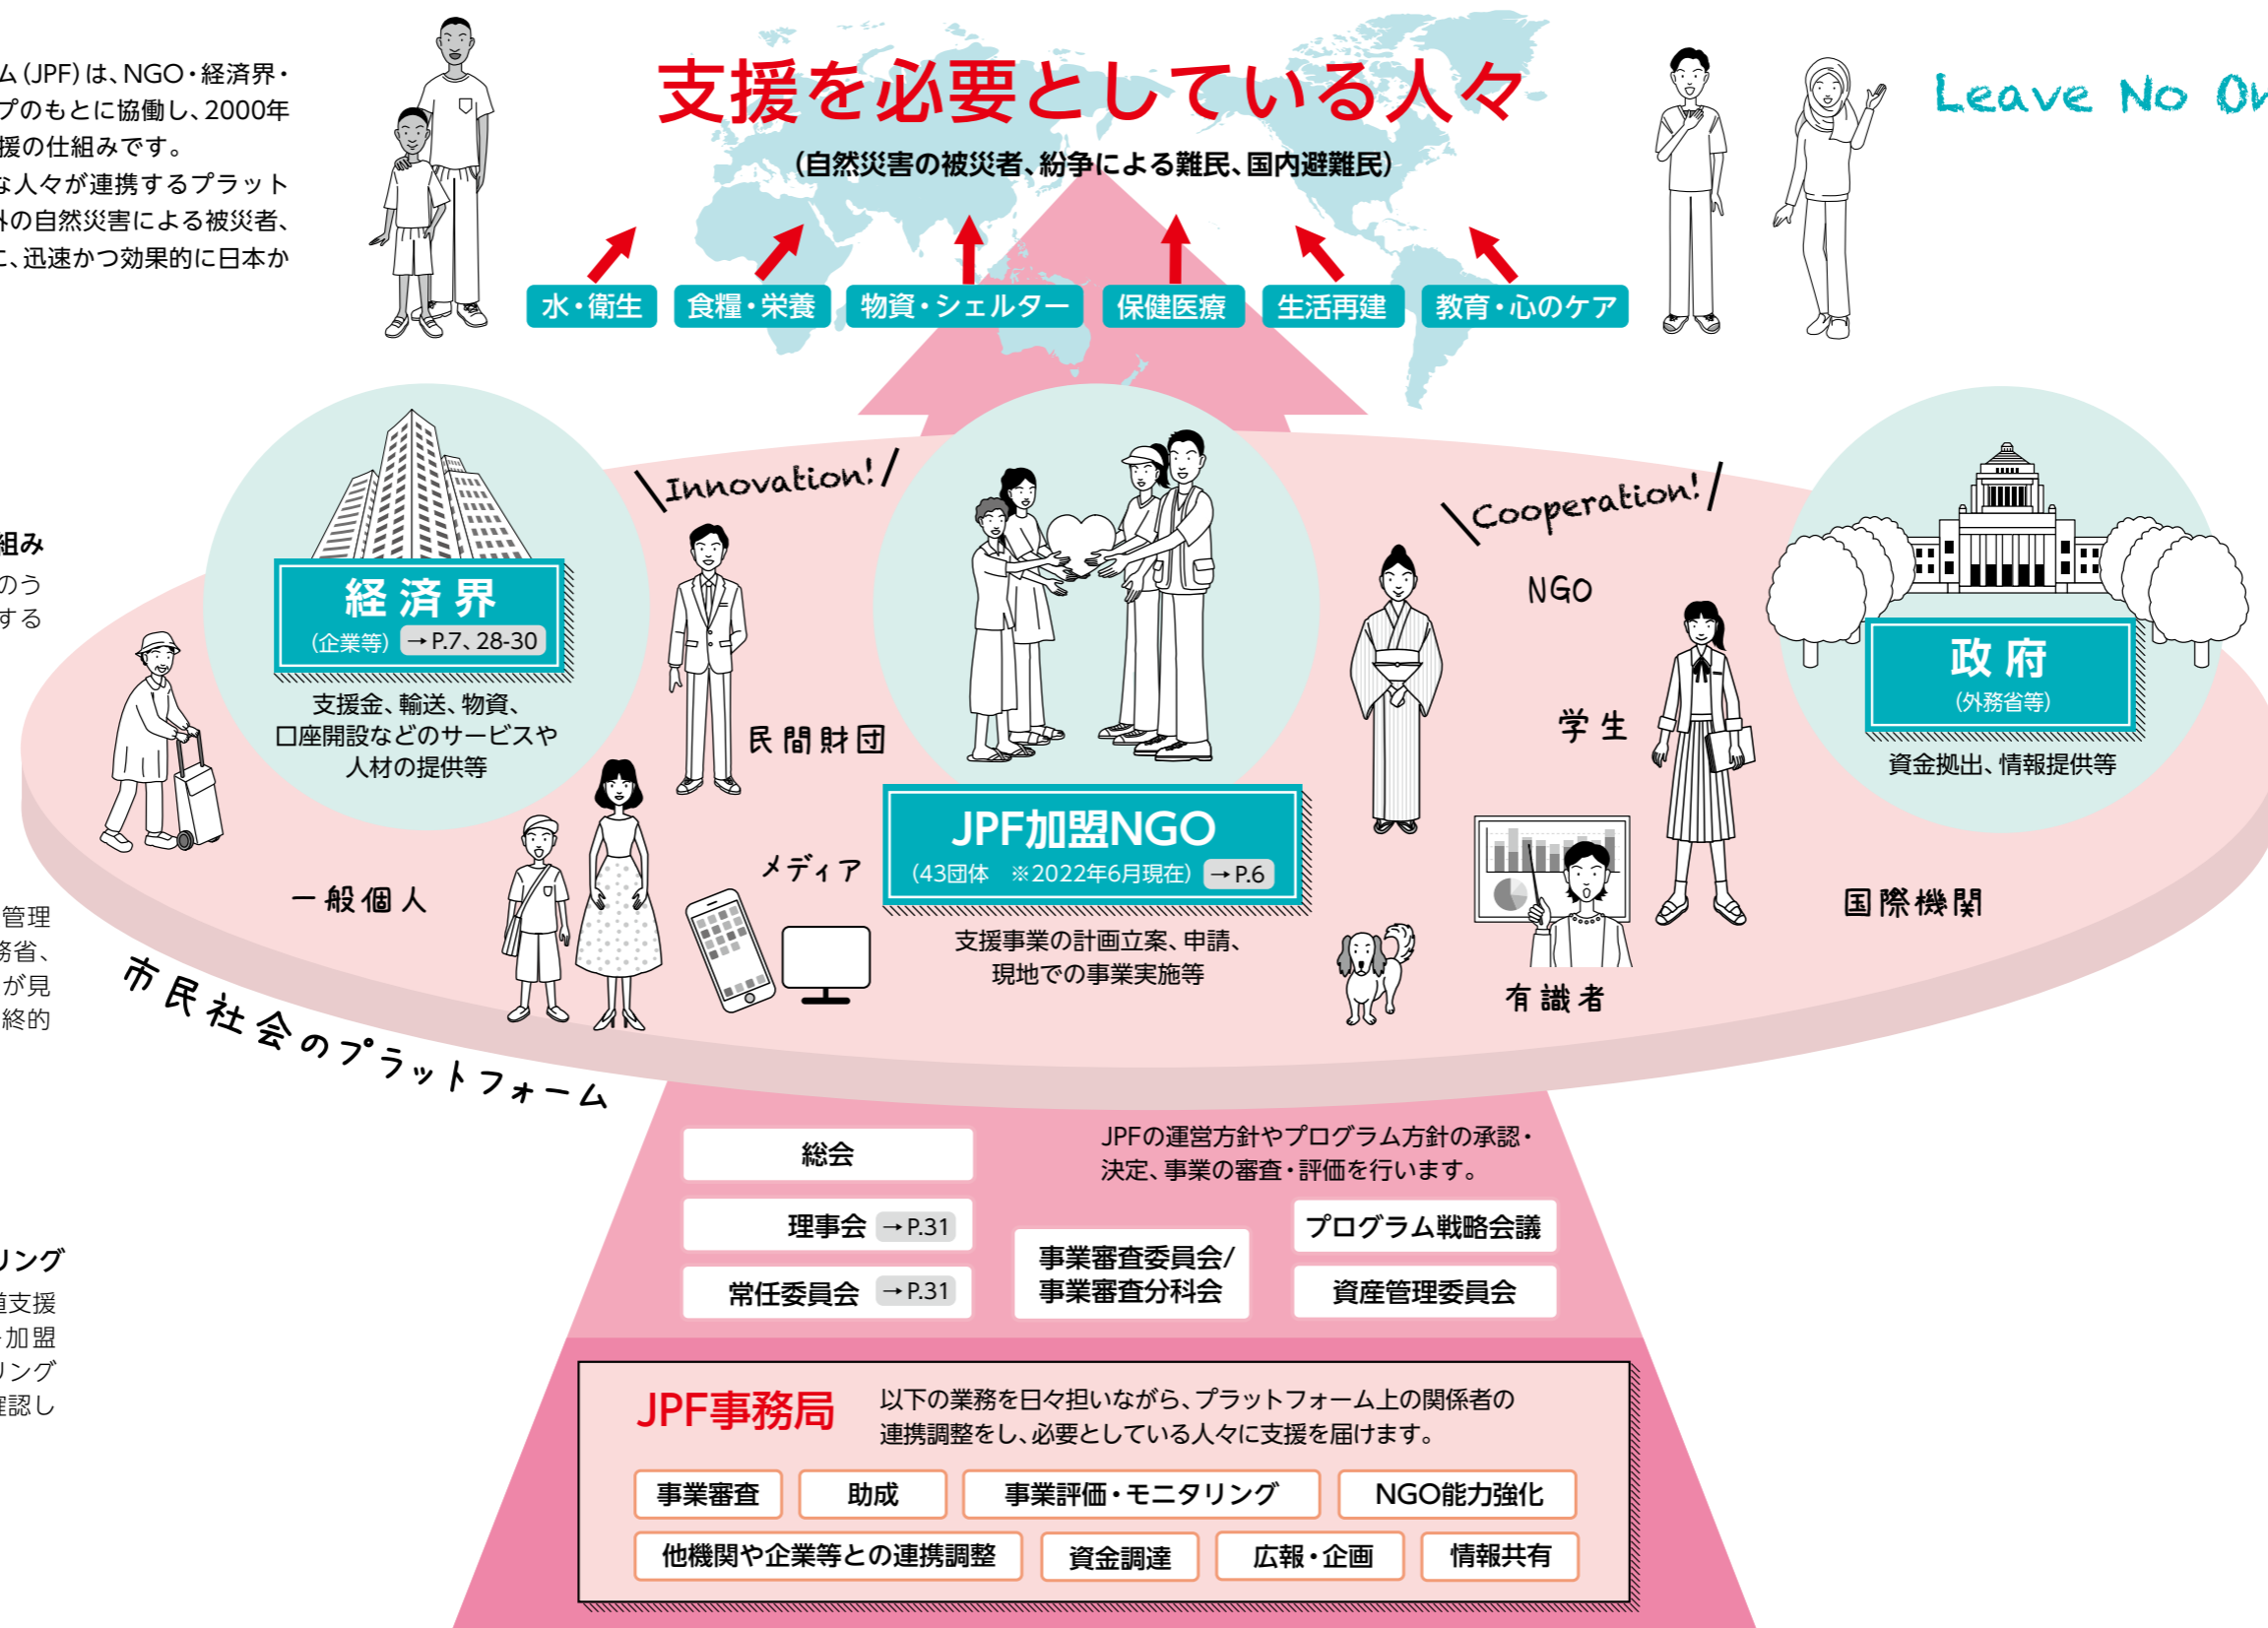 ム（JPF）は、NGO・経済界・
プのもとに協働し、2000年
援の仕組みです。
な人々が連携するプラット
外の自然災害による被災者、
に、迅速かつ効果的に日本か
支援を必要としている人々
（自然災害の被災者、紛争による難民、国内避難民）
Leave No
水・衛生
食糧・栄養
物資・シェルター
保健医療
生活再建
教育・心のケア
組み
のう
する
管理
務省、
が見
終的
リング
道支援
加盟
リング
確認し
Innovation!
Cooperation!
経済界
（企業等） →P.7、28-30
支援金、輸送、物資、
口座開設などのサービスや
人材の提供等
民間財団
メディア
一般個人
JPF加盟NGO
（43団体　※2022年6月現在） →P.6
支援事業の計画立案、申請、
現地での事業実施等
NGO
学生
有識者
国際機関
政府
（外務省等）
資金拠出、情報提供等
市民社会のプラットフォーム
JPFの運営方針やプログラム方針の承認・
決定、事業の審査・評価を行います。
総会
理事会 →P.31
常任委員会 →P.31
事業審査委員会/
事業審査分科会
プログラム戦略会議
資産管理委員会
JPF事務局
以下の業務を日々担いながら、プラットフォーム上の関係者の
連携調整をし、必要としている人々に支援を届けます。
事業審査
助成
事業評価・モニタリング
NGO能力強化
他機関や企業等との連携調整
資金調達
広報・企画
情報共有